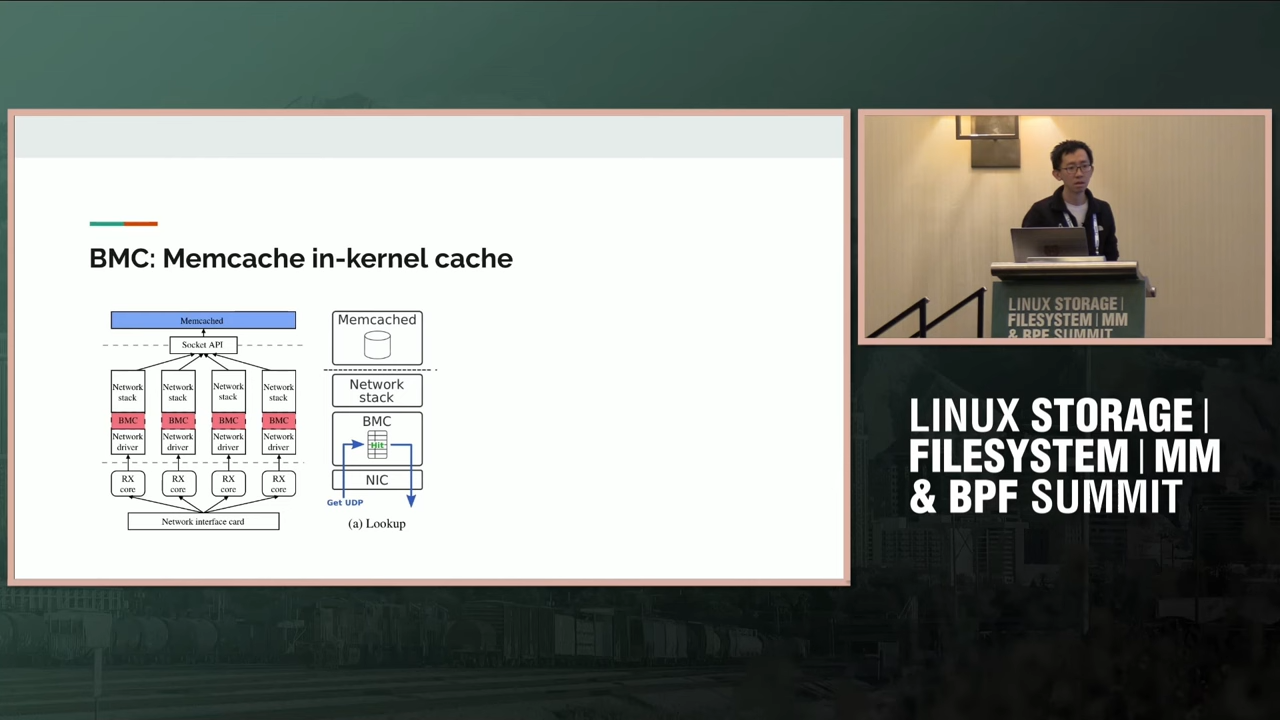 BMC: Memcache in-kernel cache
Memcached
Socket API
Network stack
Network stack
Network stack
Network stack
BMC
BMC
BMC
BMC
Network driver
Network driver
Network driver
Network driver
RX core
RX core
RX core
RX core
Network interface card
Memcached
Network
stack
BMC
Hit
NIC
Get UDP
(a) Lookup
LINUX STORAGE |
FILESYSTEM | MM
& BPF SUMMIT
LINUX STORAGE |
FILESYSTEM | MM
& BPF SUMMIT